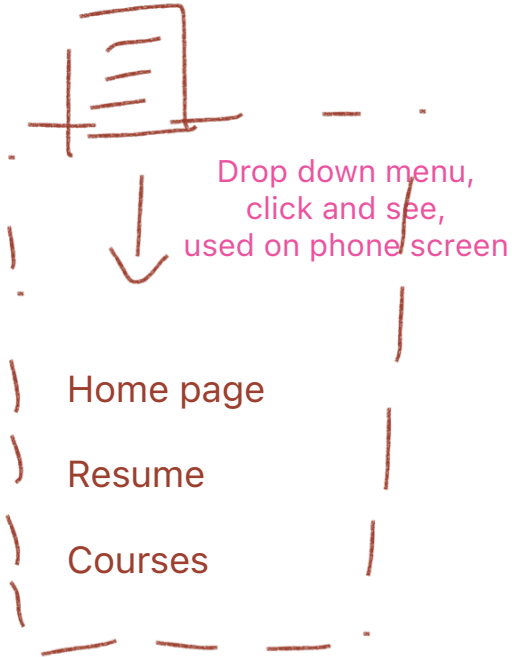 Drop down menu,
click and see,
used on phone screen
Home page
Resume
Courses